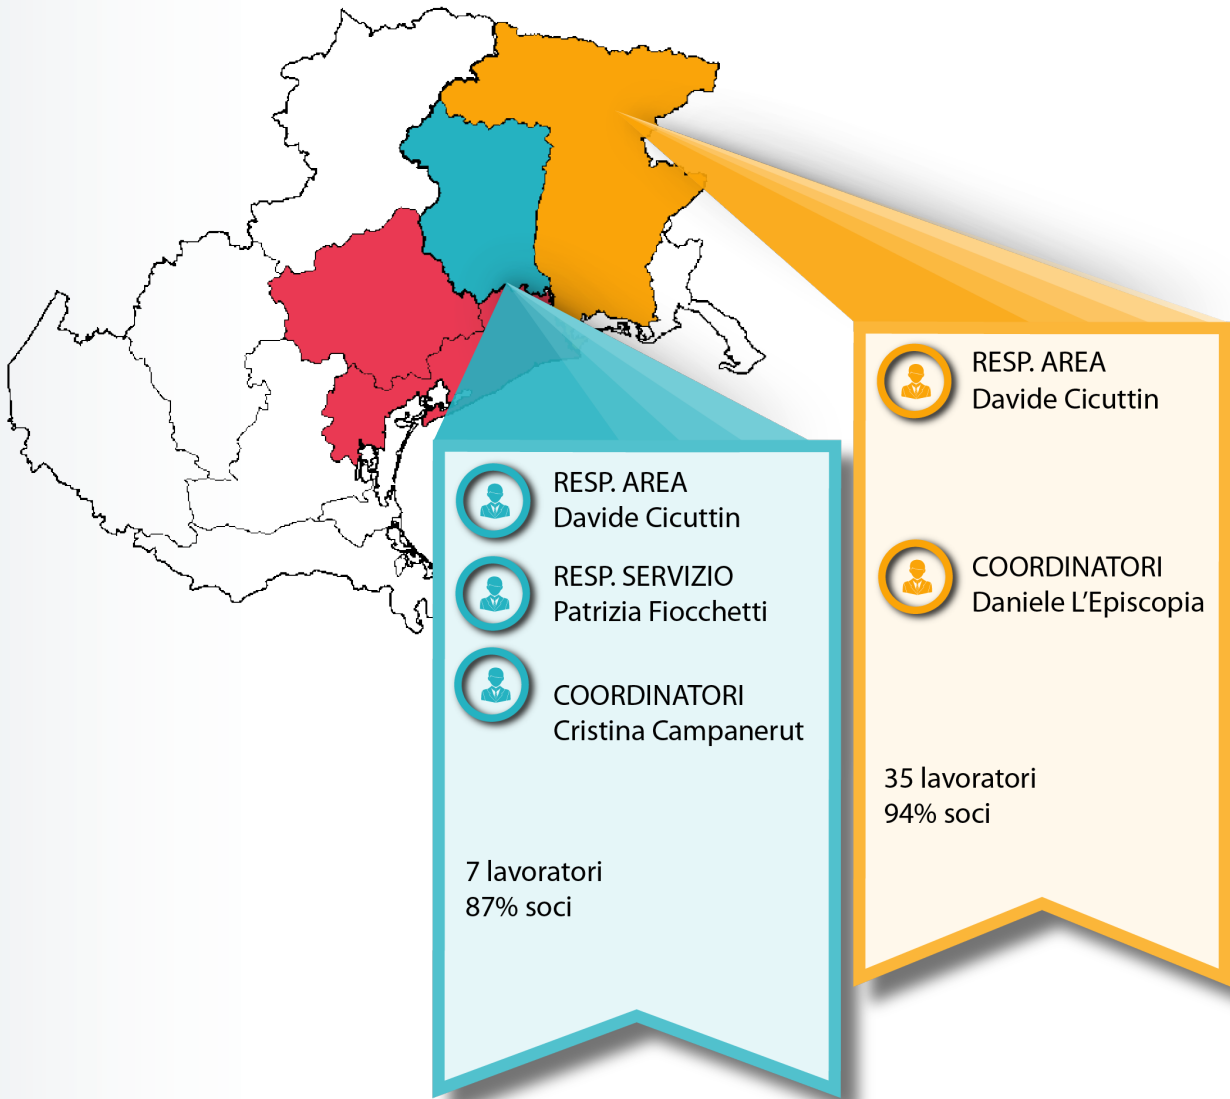 RESP. AREA
Davide Cicuttin
RESP. SERVIZIO
Patrizia Fiocchetti
COORDINATORI
Cristina Campanerut
7 lavoratori
87% soci
RESP. AREA
Davide Cicuttin
COORDINATORI
Daniele L’Episcopia
35 lavoratori
94% soci